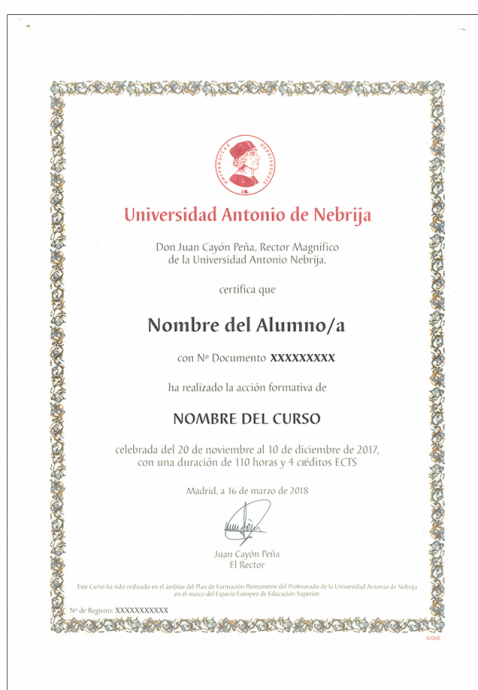 UNIVERSITAS NEBRISSENSIS
Universidad Antonio de Nebrija
Don Juan Cayón Peña, Rector Magnífico
de la Universidad Antonio Nebrija,
certifica que
Nombre del Alumno/a
con Nº Documento XXXXXXXXX
ha realizado la acción formativa de
NOMBRE DEL CURSO
celebrada del 20 de noviembre al 10 de diciembre de 2017,
con una duración de 110 horas y 4 créditos ECTS
Madrid, a 16 de marzo de 2018
Juan Cayón Peña
El Rector
Este Curso ha sido realizado en el ámbito del Plan de Formación Permanente del Profesorado de la Universidad Antonio de Nebrija
en el marco del Espacio Europeo de Educación Superior.
Nº de Registro: XXXXXXXXXXX
SIGNE